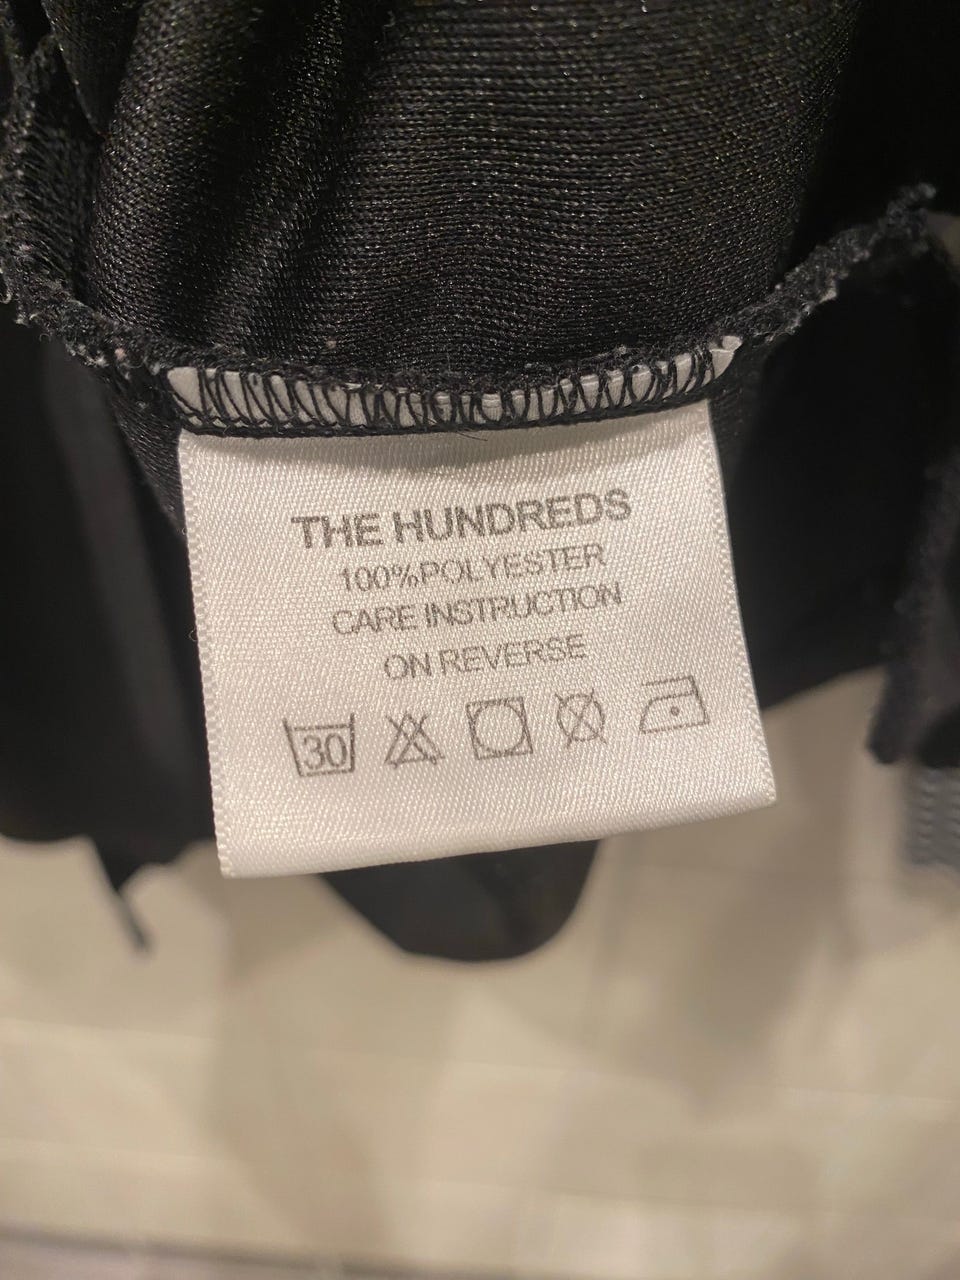 THE HUNDREDS
100%POLYESTER
CARE INSTRUCTION
ON REVERSE
30